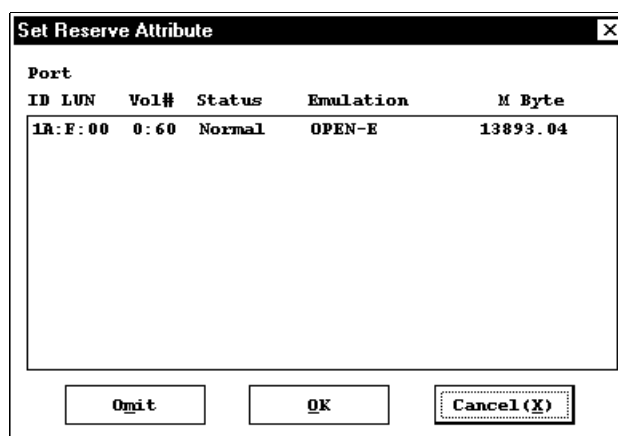 Set Reserve Attribute
Port
ID LUN Vol# Status Emulation M Byte
1A:F:00 0:60 Normal OPEN-E 13893.04
Omit OK Cancel(X)